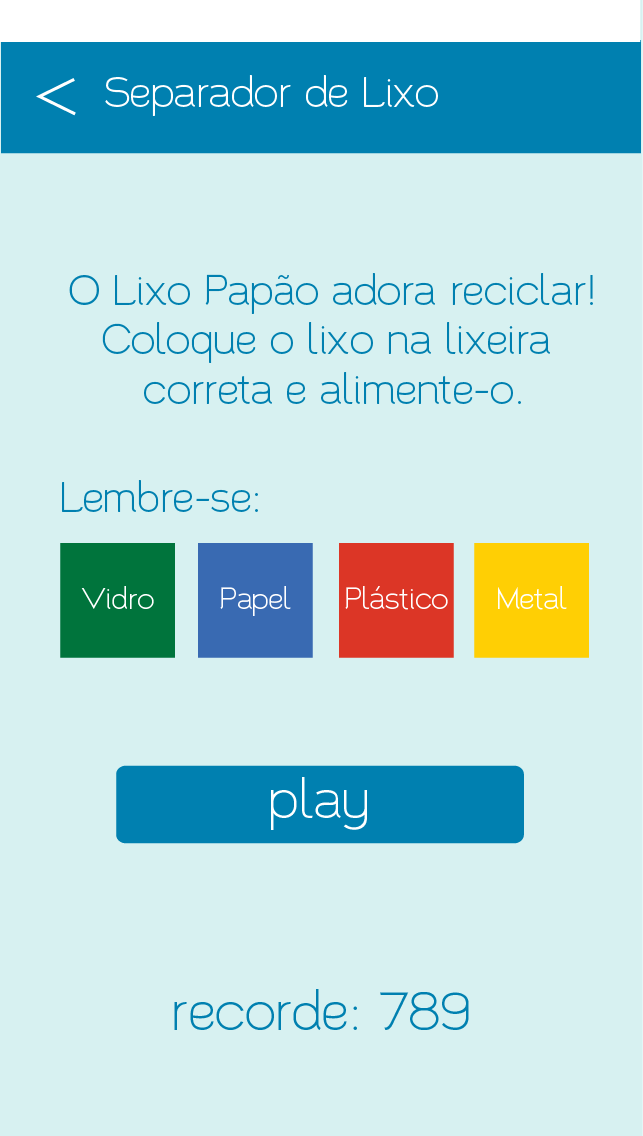 Separador de Lixo
O Lixo Papão adora reciclar!
Coloque o lixo na lixeira
correta e alimente-o.
Lembre-se:
Vidro Papel Plástico Metal
play
recorde: 789